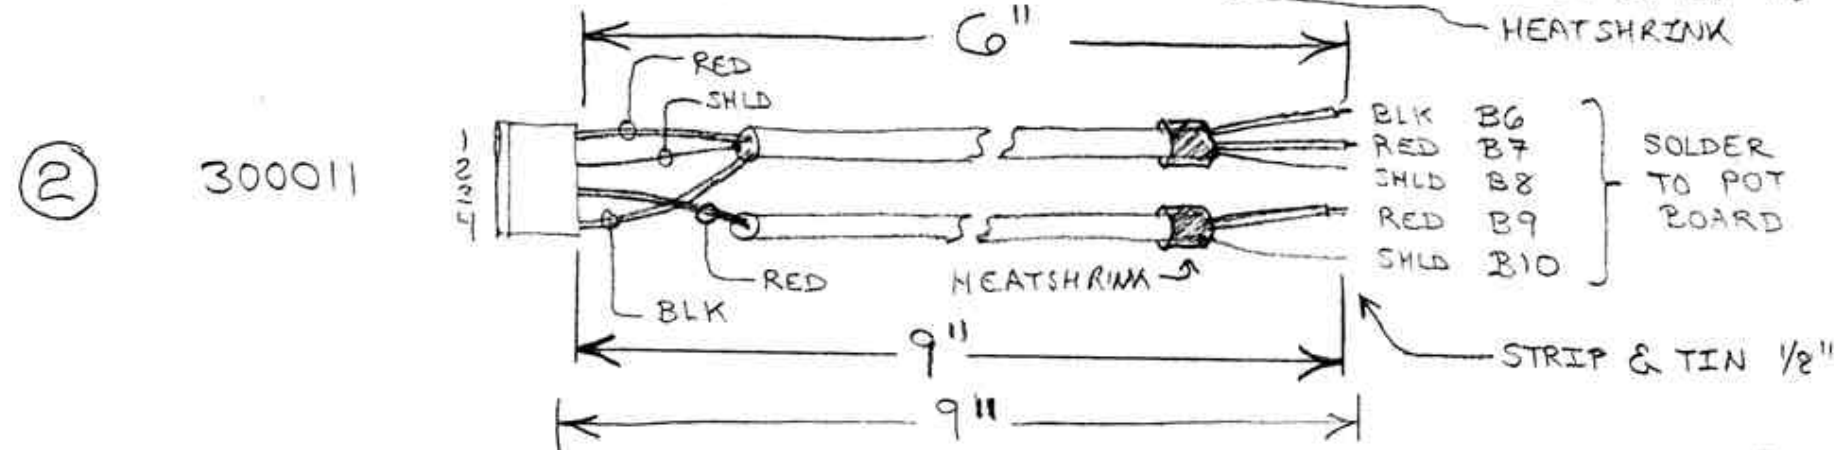 6"
HEATSHRINK
RED
SHLD
1
2
3
4
BLK B6
RED B7
SHLD B8
RED B9
SHLD B10
SOLDER
TO POT
BOARD
2
300011
RED
HEATSHRINK
BLK
9"
STRIP & TIN 1/8"
9"